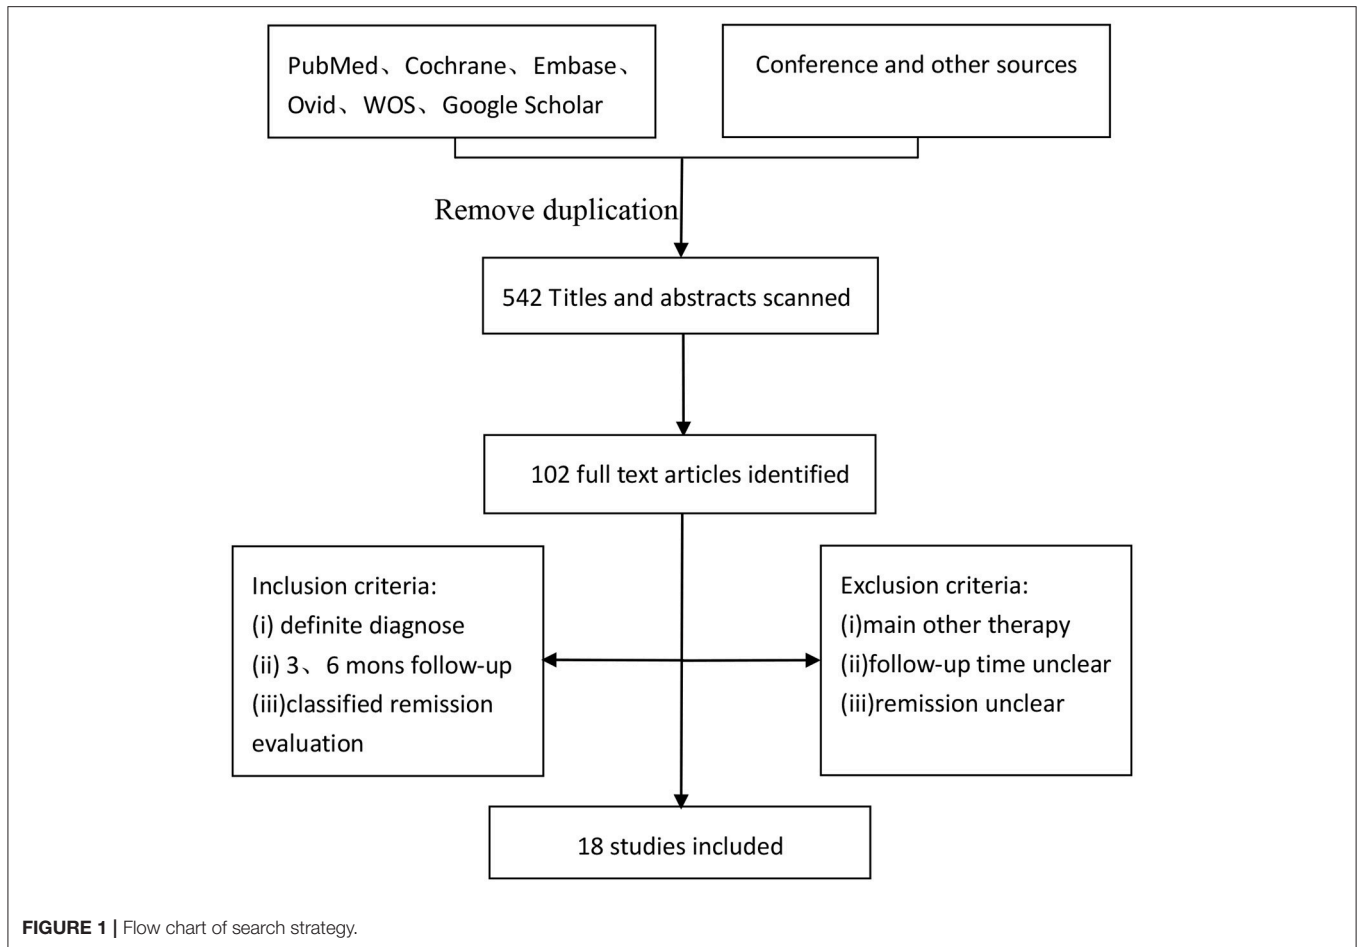 PubMed、Cochrane、Embase、
Ovid、WOS、Google Scholar
Conference and other sources
Remove duplication
542 Titles and abstracts scanned
102 full text articles identified
Inclusion criteria:
(i) definite diagnose
(ii) 3、6 mons follow-up
(iii)classified remission
evaluation
Exclusion criteria:
(i)main other therapy
(ii)follow-up time unclear
(iii)remission unclear
18 studies included
FIGURE 1 | Flow chart of search strategy.